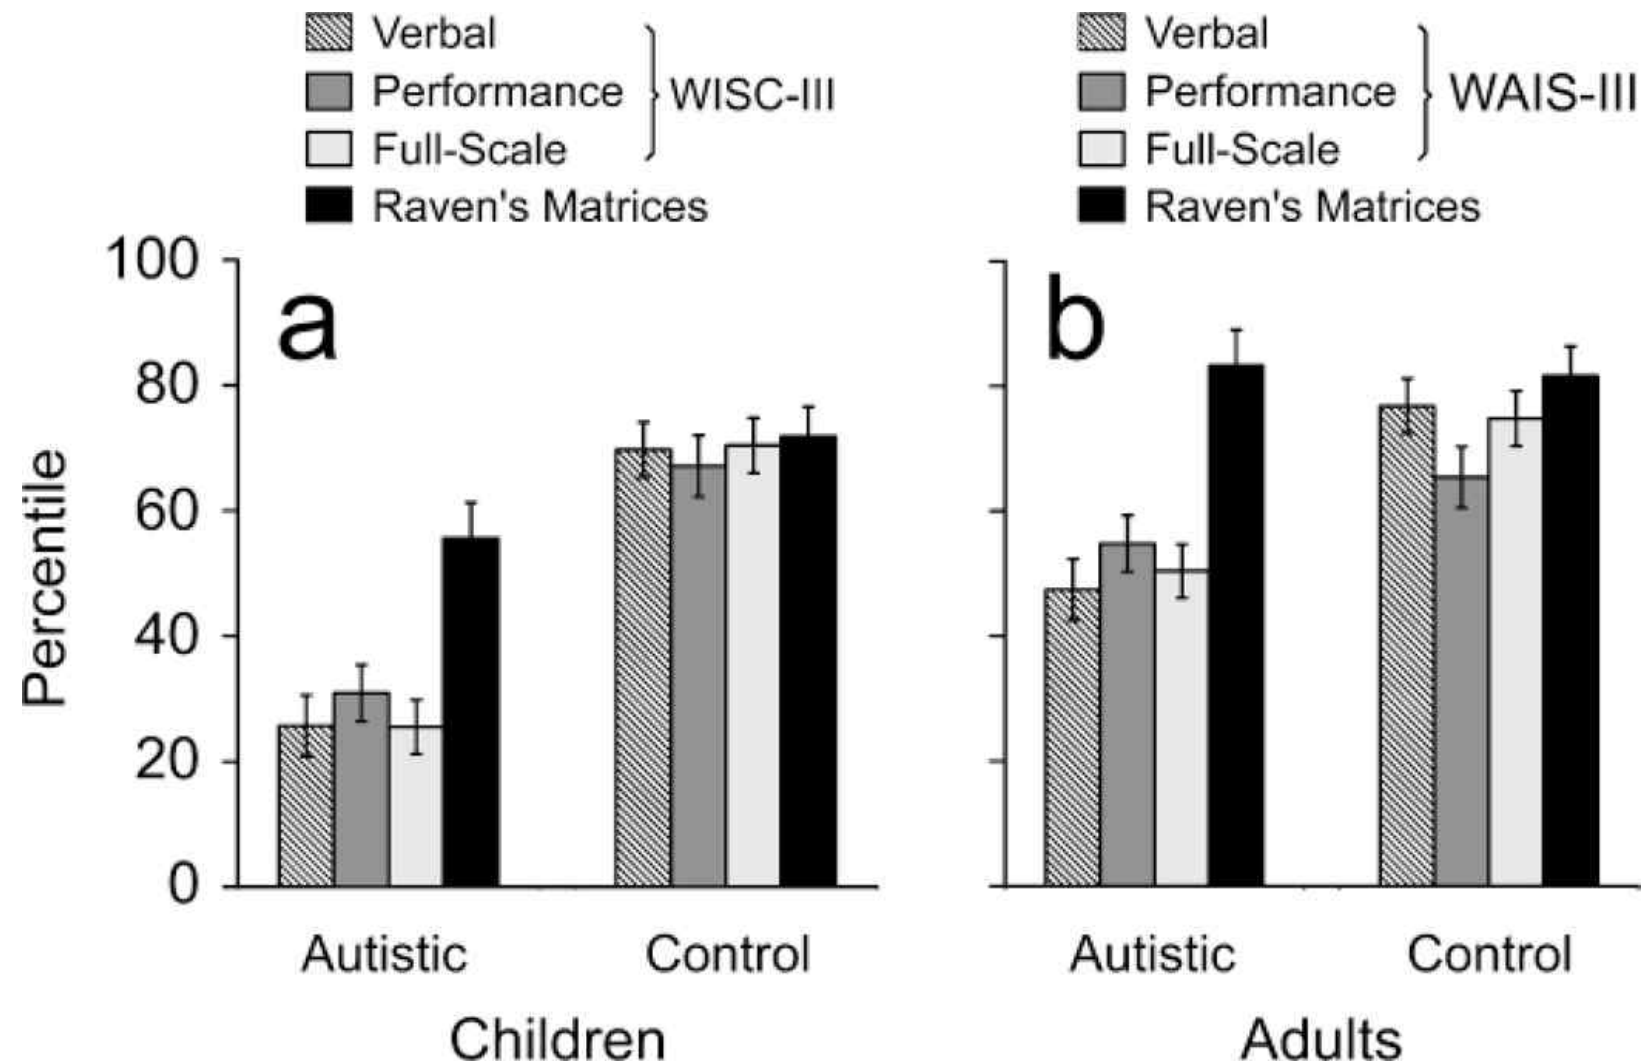 Verbal
Performance
Full-Scale
WISC-III
Raven's Matrices
Verbal
Performance
Full-Scale
WAIS-III
Raven's Matrices
Percentile
100
80
60
40
20
0
a
b
Autistic Control
Children
Autistic Control
Adults